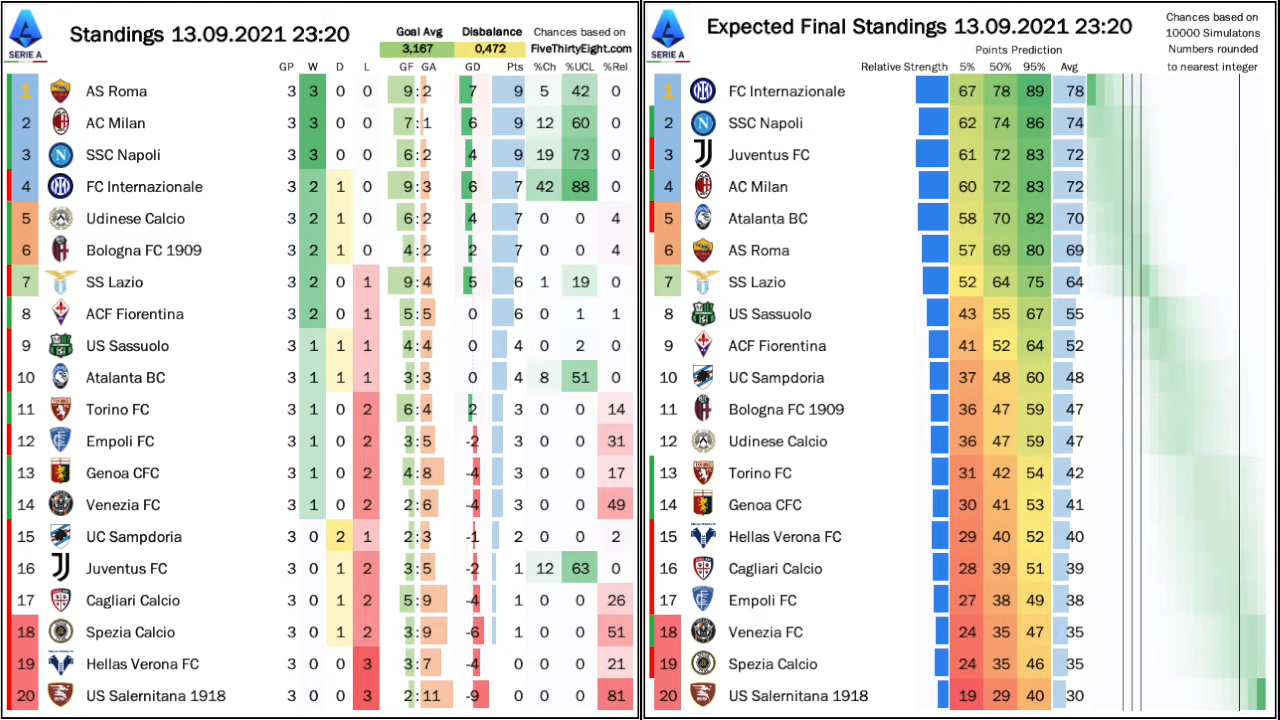 SERIE A
Standings 13.09.2021 23:20
Goal Avg Disbalance Chances based on
3,167 0,472 FiveThirtyEight.com
GP W D L GF GA GD Pts %Ch %UCL %Rel
1 AS Roma 3 3 0 0 9:2 7 9 5 42 0
2 AC Milan 3 3 0 0 7:1 6 9 12 60 0
3 SSC Napoli 3 3 0 0 6:2 4 9 19 73 0
4 FC Internazionale 3 2 1 0 9:3 6 7 42 88 0
5 Udinese Calcio 3 2 1 0 6:2 4 7 0 0 4
6 Bologna FC 1909 3 2 1 0 4:2 2 7 0 0 4
7 SS Lazio 3 2 0 1 9:4 5 6 1 19 0
8 ACF Fiorentina 3 2 0 1 5:5 0 6 0 1 1
9 US Sassuolo 3 1 1 1 4:4 0 4 0 2 0
10 Atalanta BC 3 1 1 1 3:3 0 4 8 51 0
11 Torino FC 3 1 0 2 6:4 2 3 0 0 14
12 Empoli FC 3 1 0 2 3:5 -2 3 0 0 31
13 Genoa CFC 3 1 0 2 4:8 -4 3 0 0 17
14 Venezia FC 3 1 0 2 2:6 -4 3 0 0 49
15 UC Sampdoria 3 0 2 1 2:3 -1 2 0 0 2
16 Juventus FC 3 0 1 2 3:5 -2 1 12 63 0
17 Cagliari Calcio 3 0 1 2 5:9 -4 1 0 0 26
18 Spezia Calcio 3 0 1 2 3:9 -6 1 0 0 51
19 Hellas Verona FC 3 0 0 3 3:7 -4 0 0 0 21
20 US Salernitana 1918 3 0 0 3 2:11 -9 0 0 0 81
SERIE A
Expected Final Standings 13.09.2021 23:20
Chances based on
10000 Simulatons
Numbers rounded
to nearest integer
Points Prediction
Relative Strength 5% 50% 95% Avg
1 FC Internazionale 67 78 89 78
2 SSC Napoli 62 74 86 74
3 Juventus FC 61 72 83 72
4 AC Milan 60 72 83 72
5 Atalanta BC 58 70 82 70
6 AS Roma 57 69 80 69
7 SS Lazio 52 64 75 64
8 US Sassuolo 43 55 67 55
9 ACF Fiorentina 41 52 64 52
10 UC Sampdoria 37 48 60 48
11 Bologna FC 1909 36 47 59 47
12 Udinese Calcio 36 47 59 47
13 Torino FC 31 42 54 42
14 Genoa CFC 30 41 53 41
15 Hellas Verona FC 29 40 52 40
16 Cagliari Calcio 28 39 51 39
17 Empoli FC 27 38 49 38
18 Venezia FC 24 35 47 35
19 Spezia Calcio 24 35 46 35
20 US Salernitana 1918 19 29 40 30